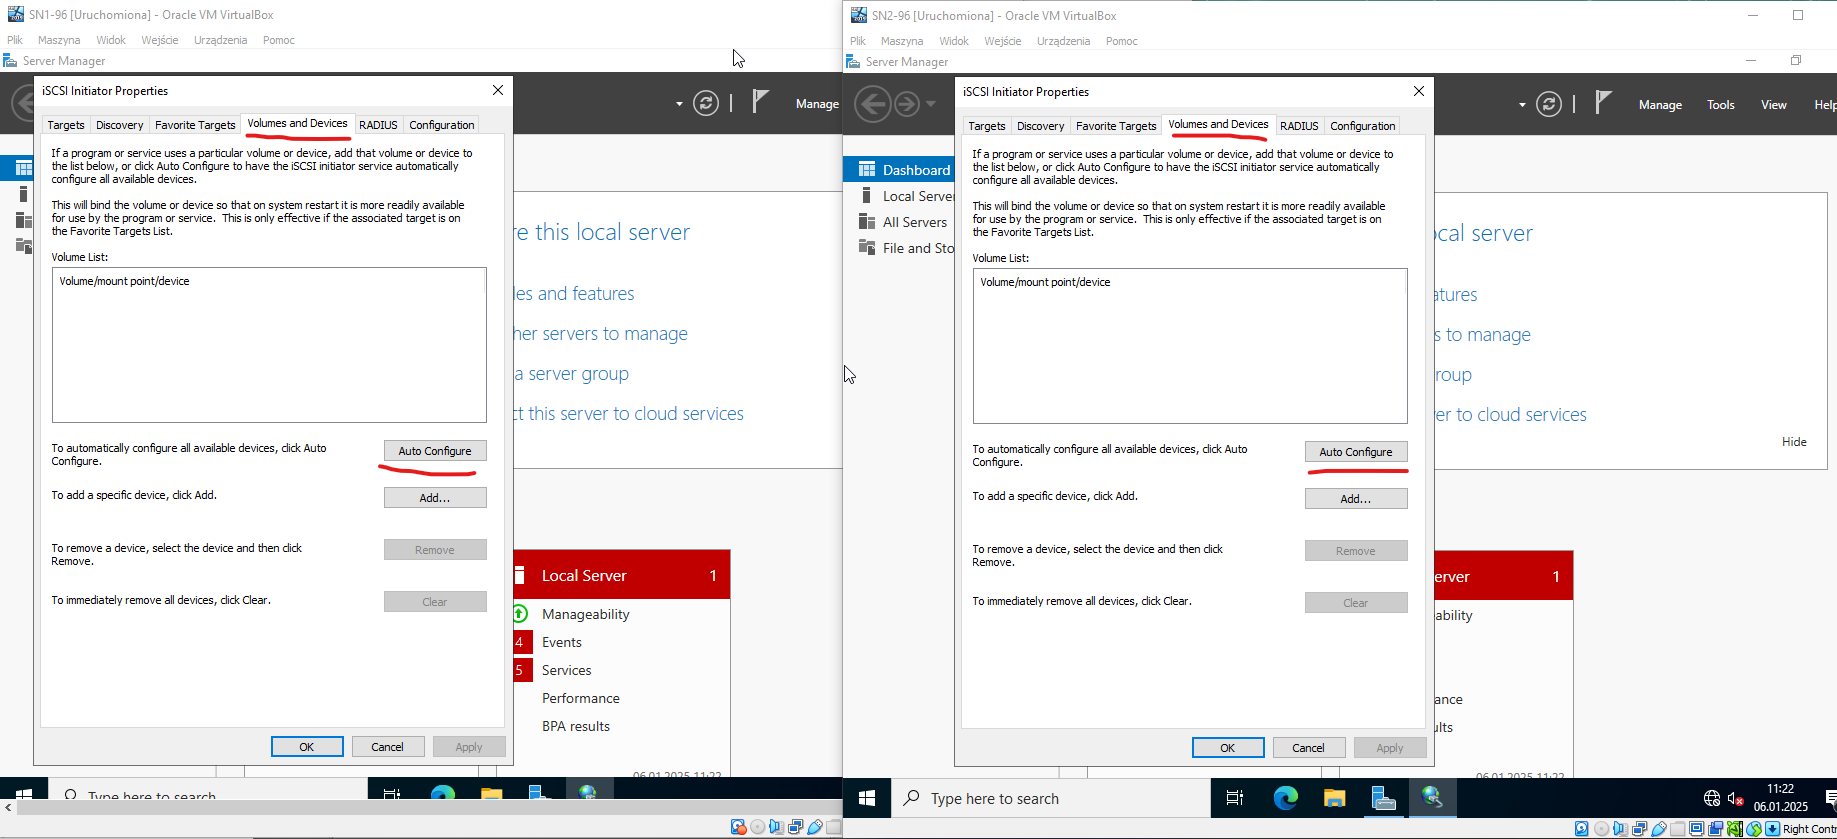 SN1-96 [Uruchomiona] - Oracle VM VirtualBox
Plik Maszyna Widok Wejście Urządzenia Pomoc
Server Manager
iSCSI Initiator Properties
Manage
Targets Discovery Favorite Targets Volumes and Devices RADIUS Configuration
If a program or service uses a particular volume or device, add that volume or device to
the list below, or click Auto Configure to have the iSCSI initiator service automatically
configure all available devices.
This will bind the volume or device so that on system restart it is more readily available
for use by the program or service. This is only effective if the associated target is on
the Favorite Targets List.
Volume List:
Volume/mount point/device
To automatically configure all available devices, click Auto
Configure.
Auto Configure
To add a specific device, click Add.
Add...
To remove a device, select the device and then click
Remove.
Remove
To immediately remove all devices, click Clear.
Clear
OK Cancel Apply
re this local server
les and features
her servers to manage
a server group
ct this server to cloud services
Local Server 1
Manageability
4 Events
5 Services
Performance
BPA results
06.01.2025 11:22
Type here to search
SN2-96 [Uruchomiona] - Oracle VM VirtualBox
Plik Maszyna Widok Wejście Urządzenia Pomoc
Server Manager
iSCSI Initiator Properties
Manage Tools View Help
Dashboard
Local Server
All Servers
File and Sto
Targets Discovery Favorite Targets Volumes and Devices RADIUS Configuration
If a program or service uses a particular volume or device, add that volume or device to
the list below, or click Auto Configure to have the iSCSI initiator service automatically
configure all available devices.
This will bind the volume or device so that on system restart it is more readily available
for use by the program or service. This is only effective if the associated target is on
the Favorite Targets List.
Volume List:
Volume/mount point/device
To automatically configure all available devices, click Auto
Configure.
Auto Configure
To add a specific device, click Add.
Add...
To remove a device, select the device and then click
Remove.
Remove
To immediately remove all devices, click Clear.
Clear
OK Cancel Apply
ocal server
atures
s to manage
roup
er to cloud services
Hide
erver 1
ability
ance
ults
06.01.2025 11:22
Type here to search
11:22
06.01.2025
Right Contr